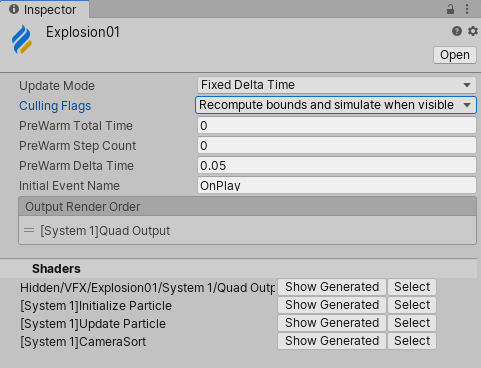 Inspector
Explosion01
Open
Update Mode Fixed Delta Time
Culling Flags Recompute bounds and simulate when visible
PreWarm Total Time 0
PreWarm Step Count 0
PreWarm Delta Time 0.05
Initial Event Name OnPlay
Output Render Order
[System 1]Quad Output
Shaders
Hidden/VFX/Explosion01/System 1/Quad Outp Show Generated Select
[System 1]Initialize Particle Show Generated Select
[System 1]Update Particle Show Generated Select
[System 1]CameraSort Show Generated Select